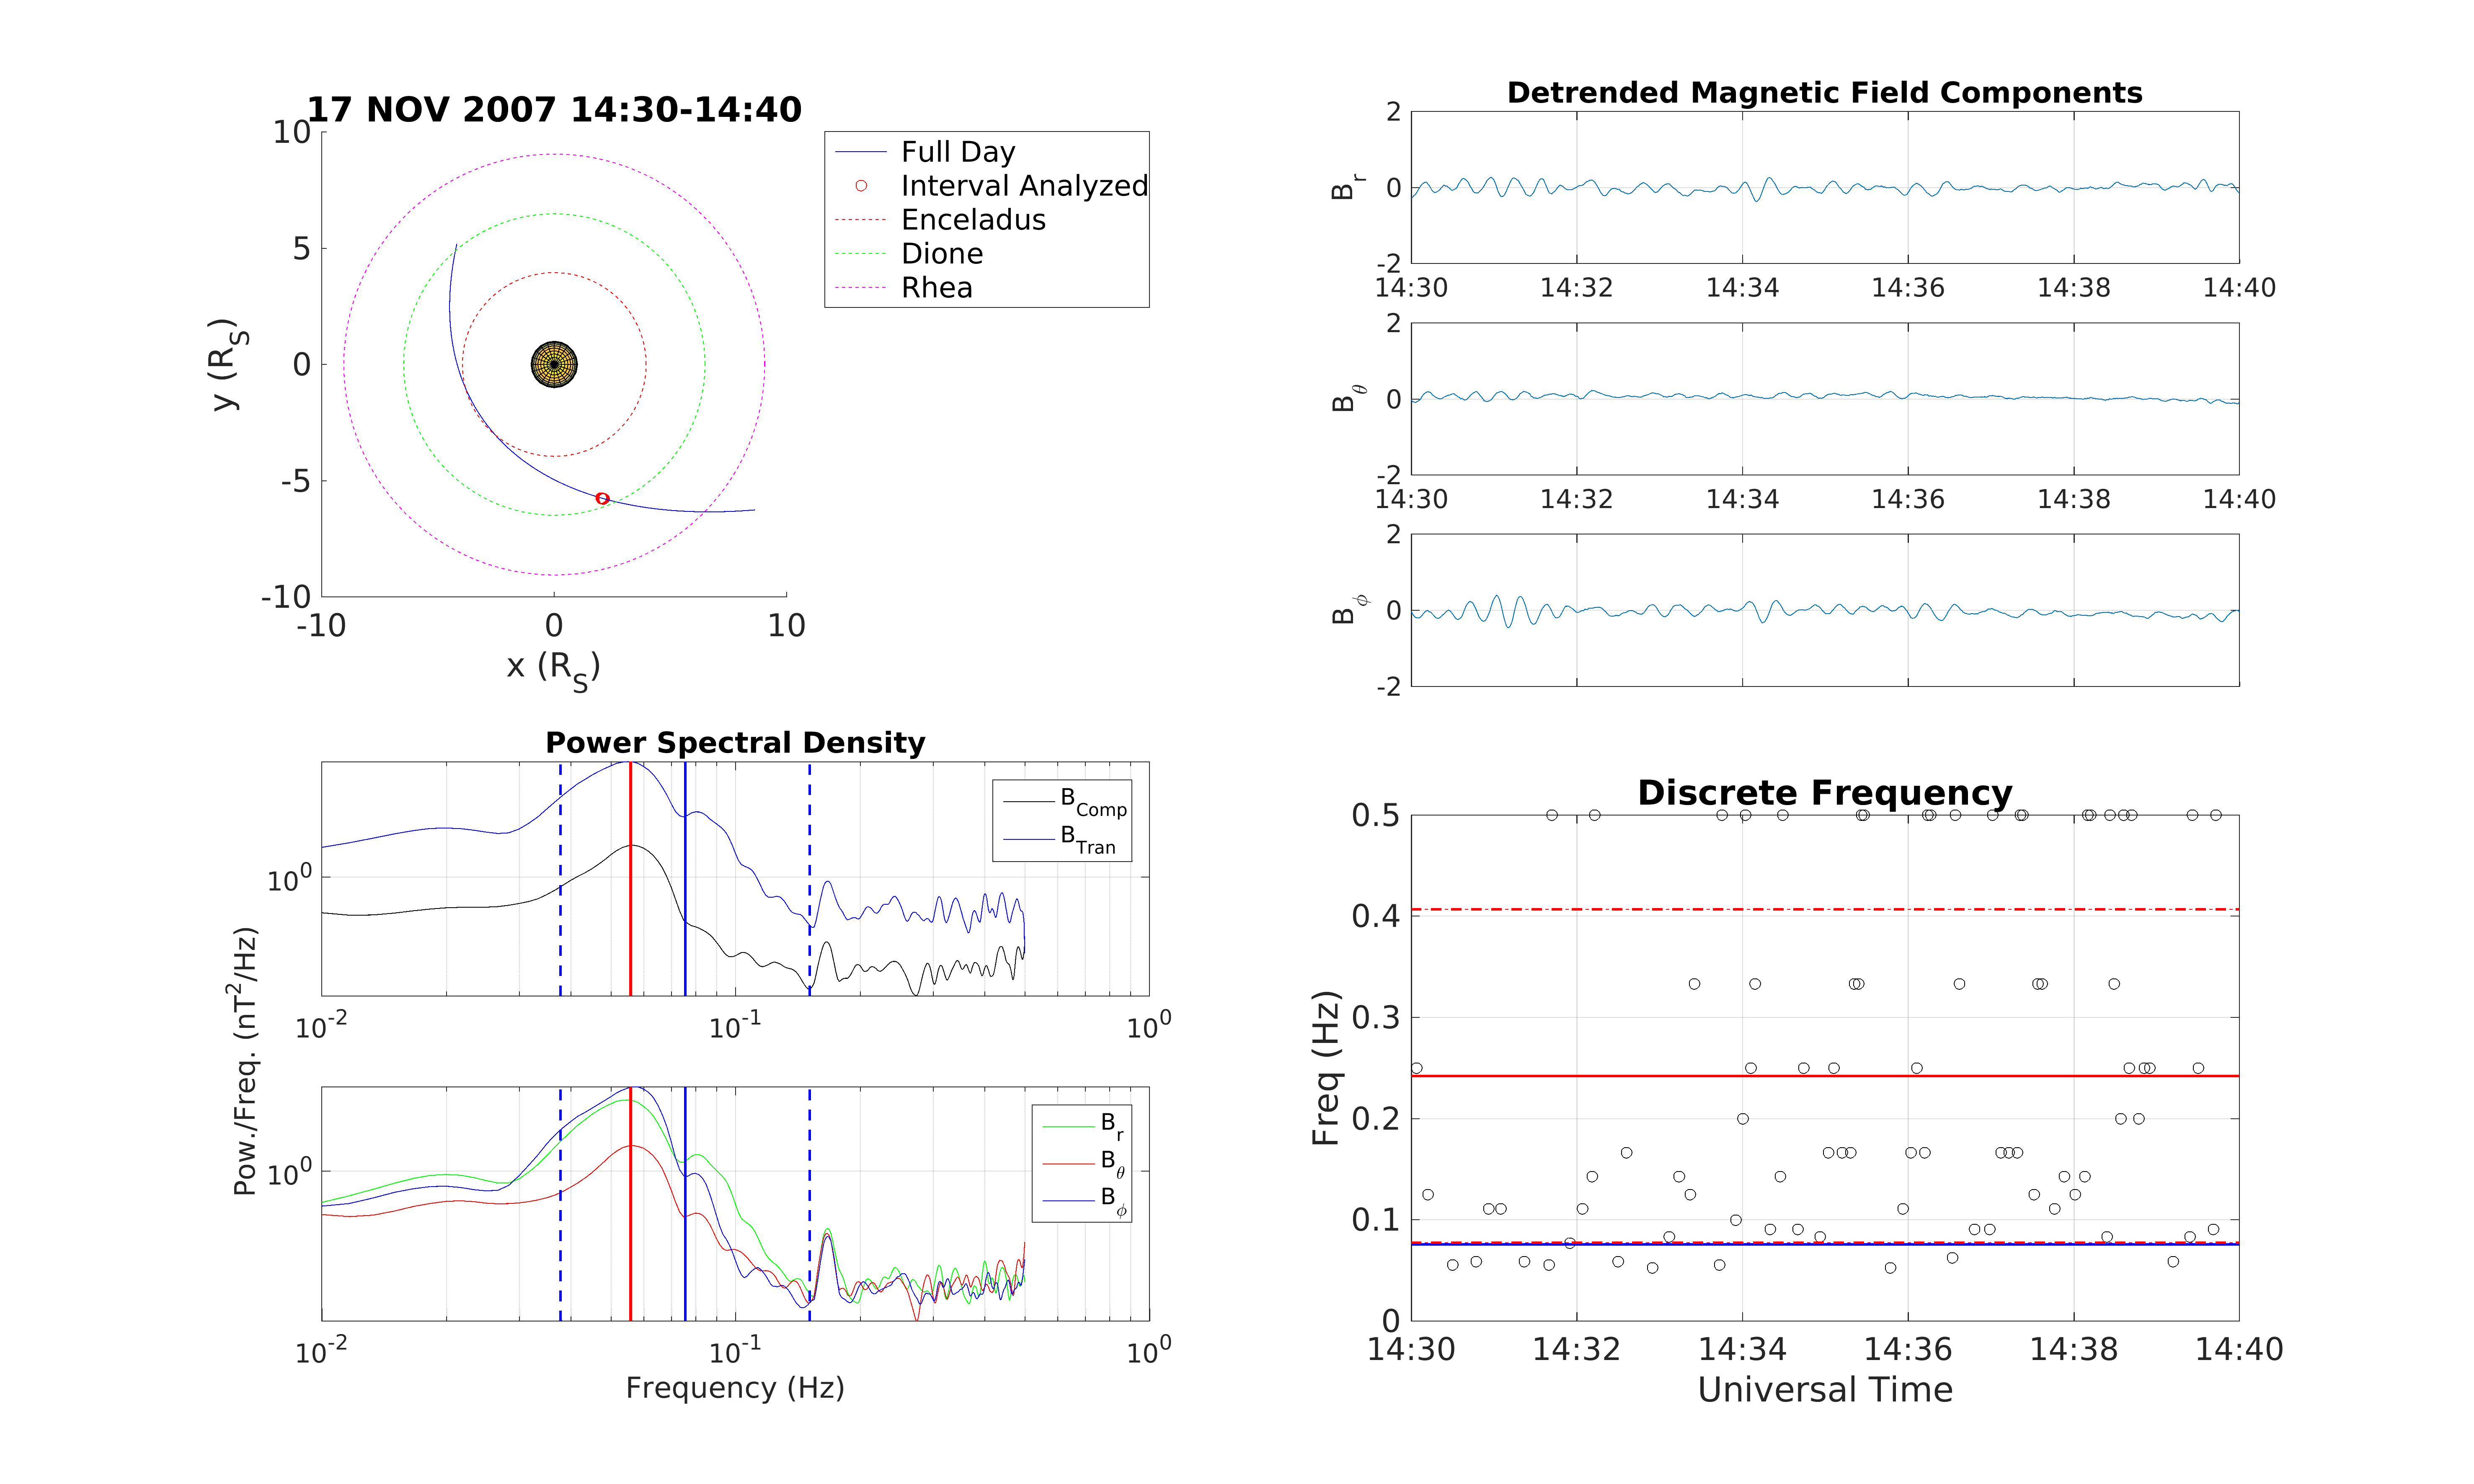 17 NOV 2007 14:30-14:40
10
5
0
-5
-10
-10 0 10
y (R_S)
x (R_S)
Full Day
Interval Analyzed
Enceladus
Dione
Rhea
Detrended Magnetic Field Components
2
0
-2
B_r
14:30 14:32 14:34 14:36 14:38 14:40
2
0
-2
B_θ
14:30 14:32 14:34 14:36 14:38 14:40
2
0
-2
B_ϕ
Power Spectral Density
10^0
B_Comp
B_Tran
10^-2 10^-1 10^0
Pow./Freq. (nT^2/Hz)
10^0
B_r
B_θ
B_ϕ
10^-2 10^-1 10^0
Frequency (Hz)
Discrete Frequency
0.5
0.4
0.3
0.2
0.1
0
Freq (Hz)
14:30 14:32 14:34 14:36 14:38 14:40
Universal Time